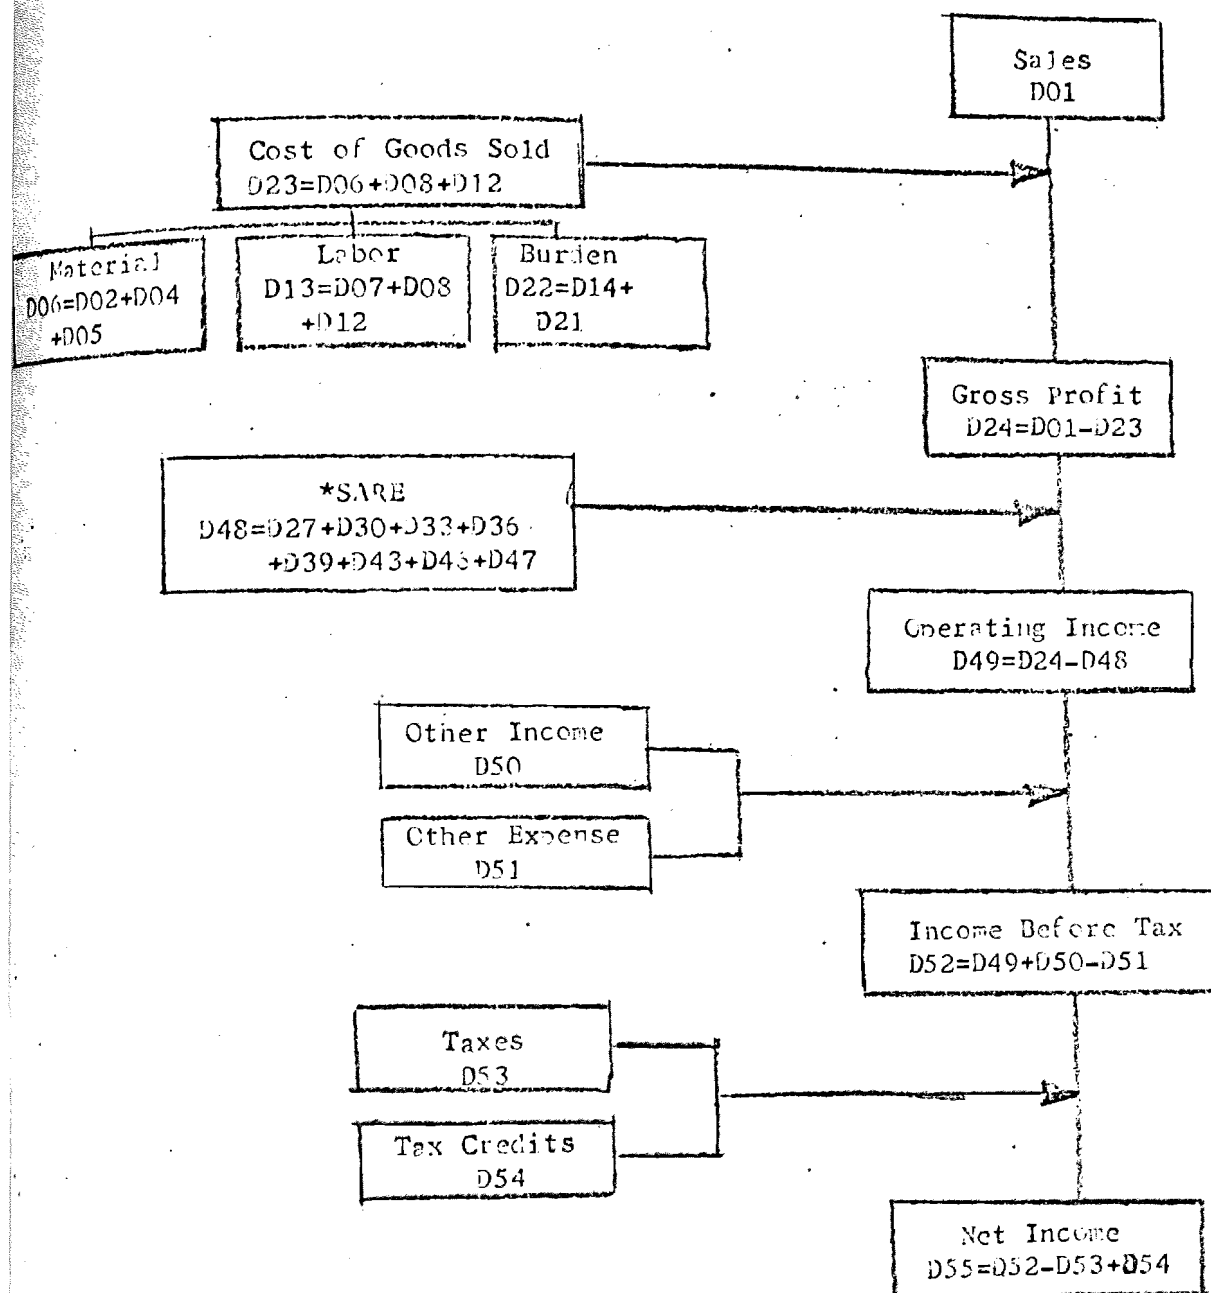 Sales
D01
Cost of Goods Sold
D23=D06+D08+D12
Material
D06=D02+D04
+D05
Labor
D13=D07+D08
+D12
Burden
D22=D14+
D21
Gross Profit
D24=D01-D23
*SARE
D48=D27+D30+D33+D36
+D39+D43+D45+D47
Operating Income
D49=D24-D48
Other Income
D50
Other Expense
D51
Income Before Tax
D52=D49+D50-D51
Taxes
D53
Tax Credits
D54
Net Income
D55=D52-D53+D54